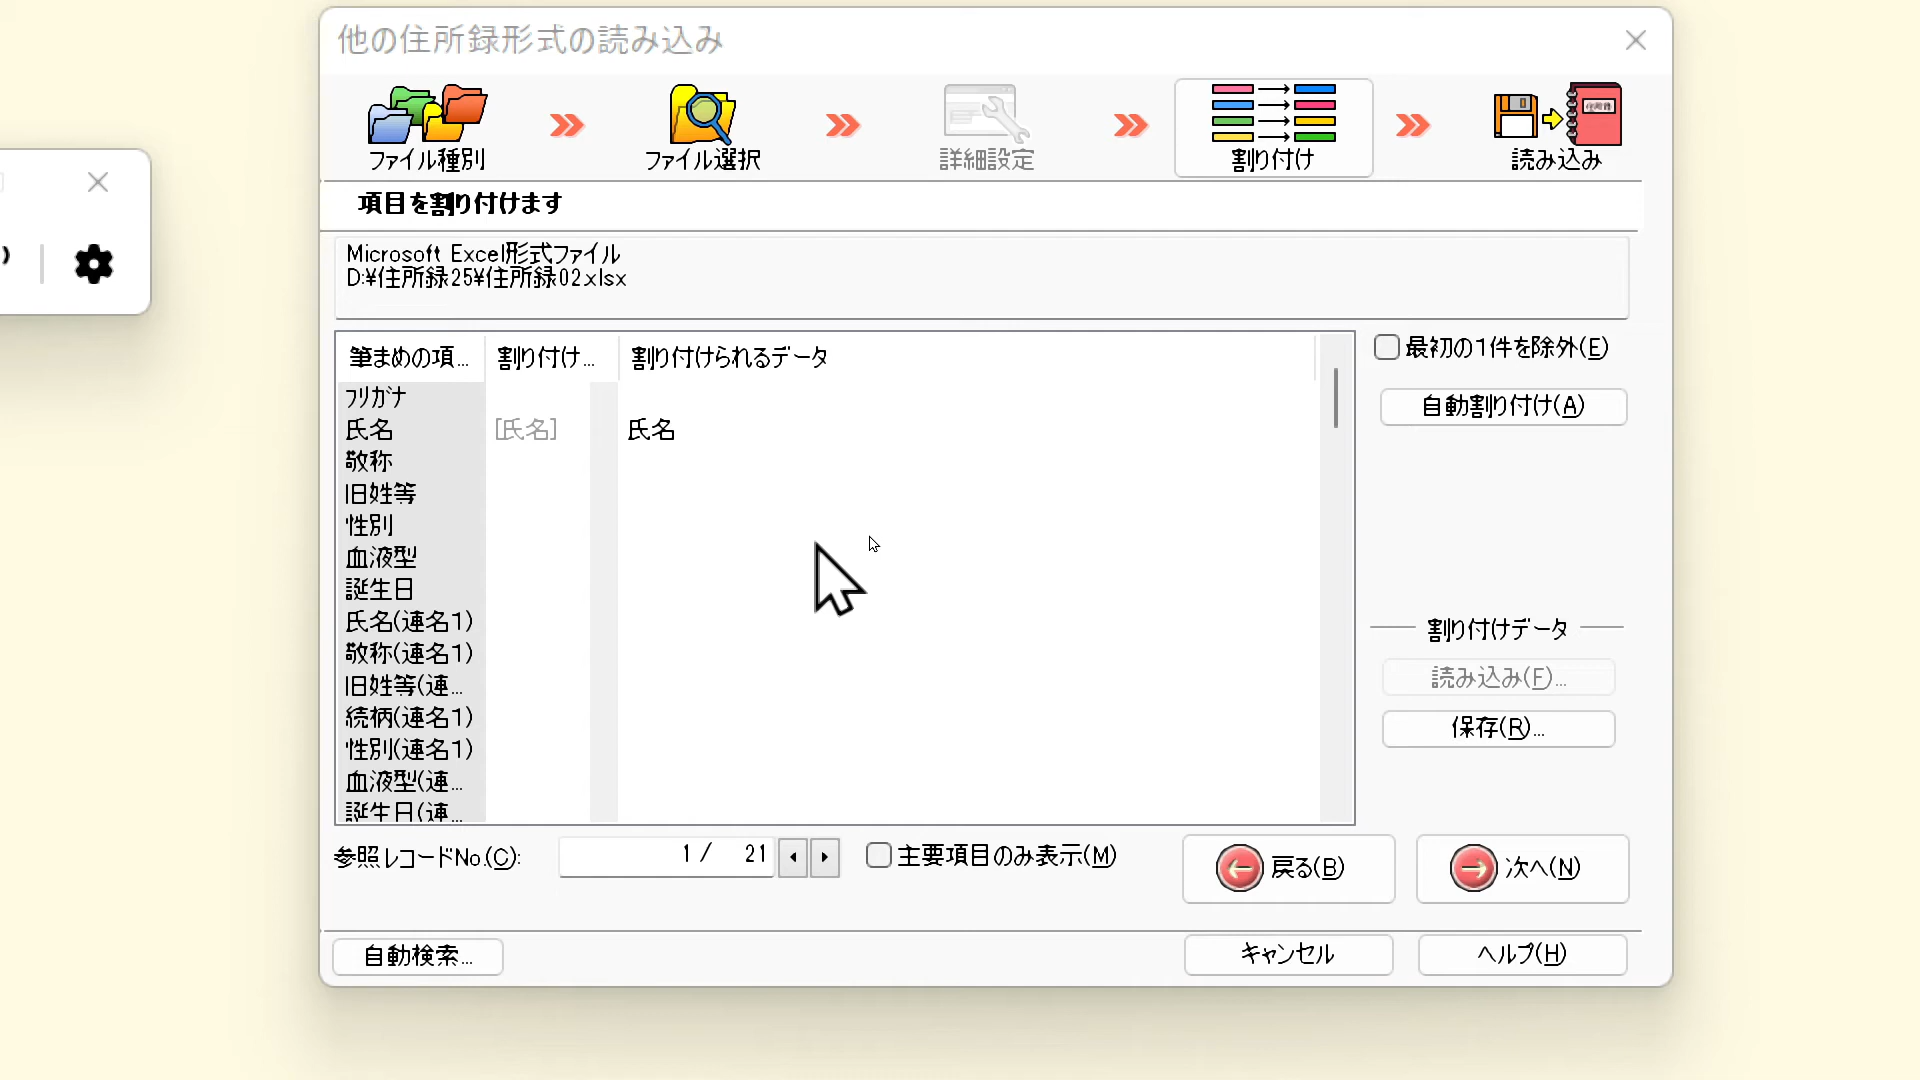 他の住所録形式の読み込み
ファイル種別
ファイル選択
詳細設定
割り付け
読み込み
項目を割り付けます
Microsoft Excel形式ファイル
D:¥住所録25¥住所録02.xlsx
筆まめの項... 割り付け... 割り付けられるデータ
フリガナ
氏名 [氏名] 氏名
敬称
旧姓等
性別
血液型
誕生日
氏名(連名1)
敬称(連名1)
旧姓等(連...
続柄(連名1)
性別(連名1)
血液型(連...
誕生日(連...
最初の1件を除外(E)
自動割り付け(A)
割り付けデータ
読み込み(F)...
保存(R)...
参照レコードNo.(C): 1 / 21 主要項目のみ表示(M)
戻る(B) 次へ(N)
自動検索... キャンセル ヘルプ(H)